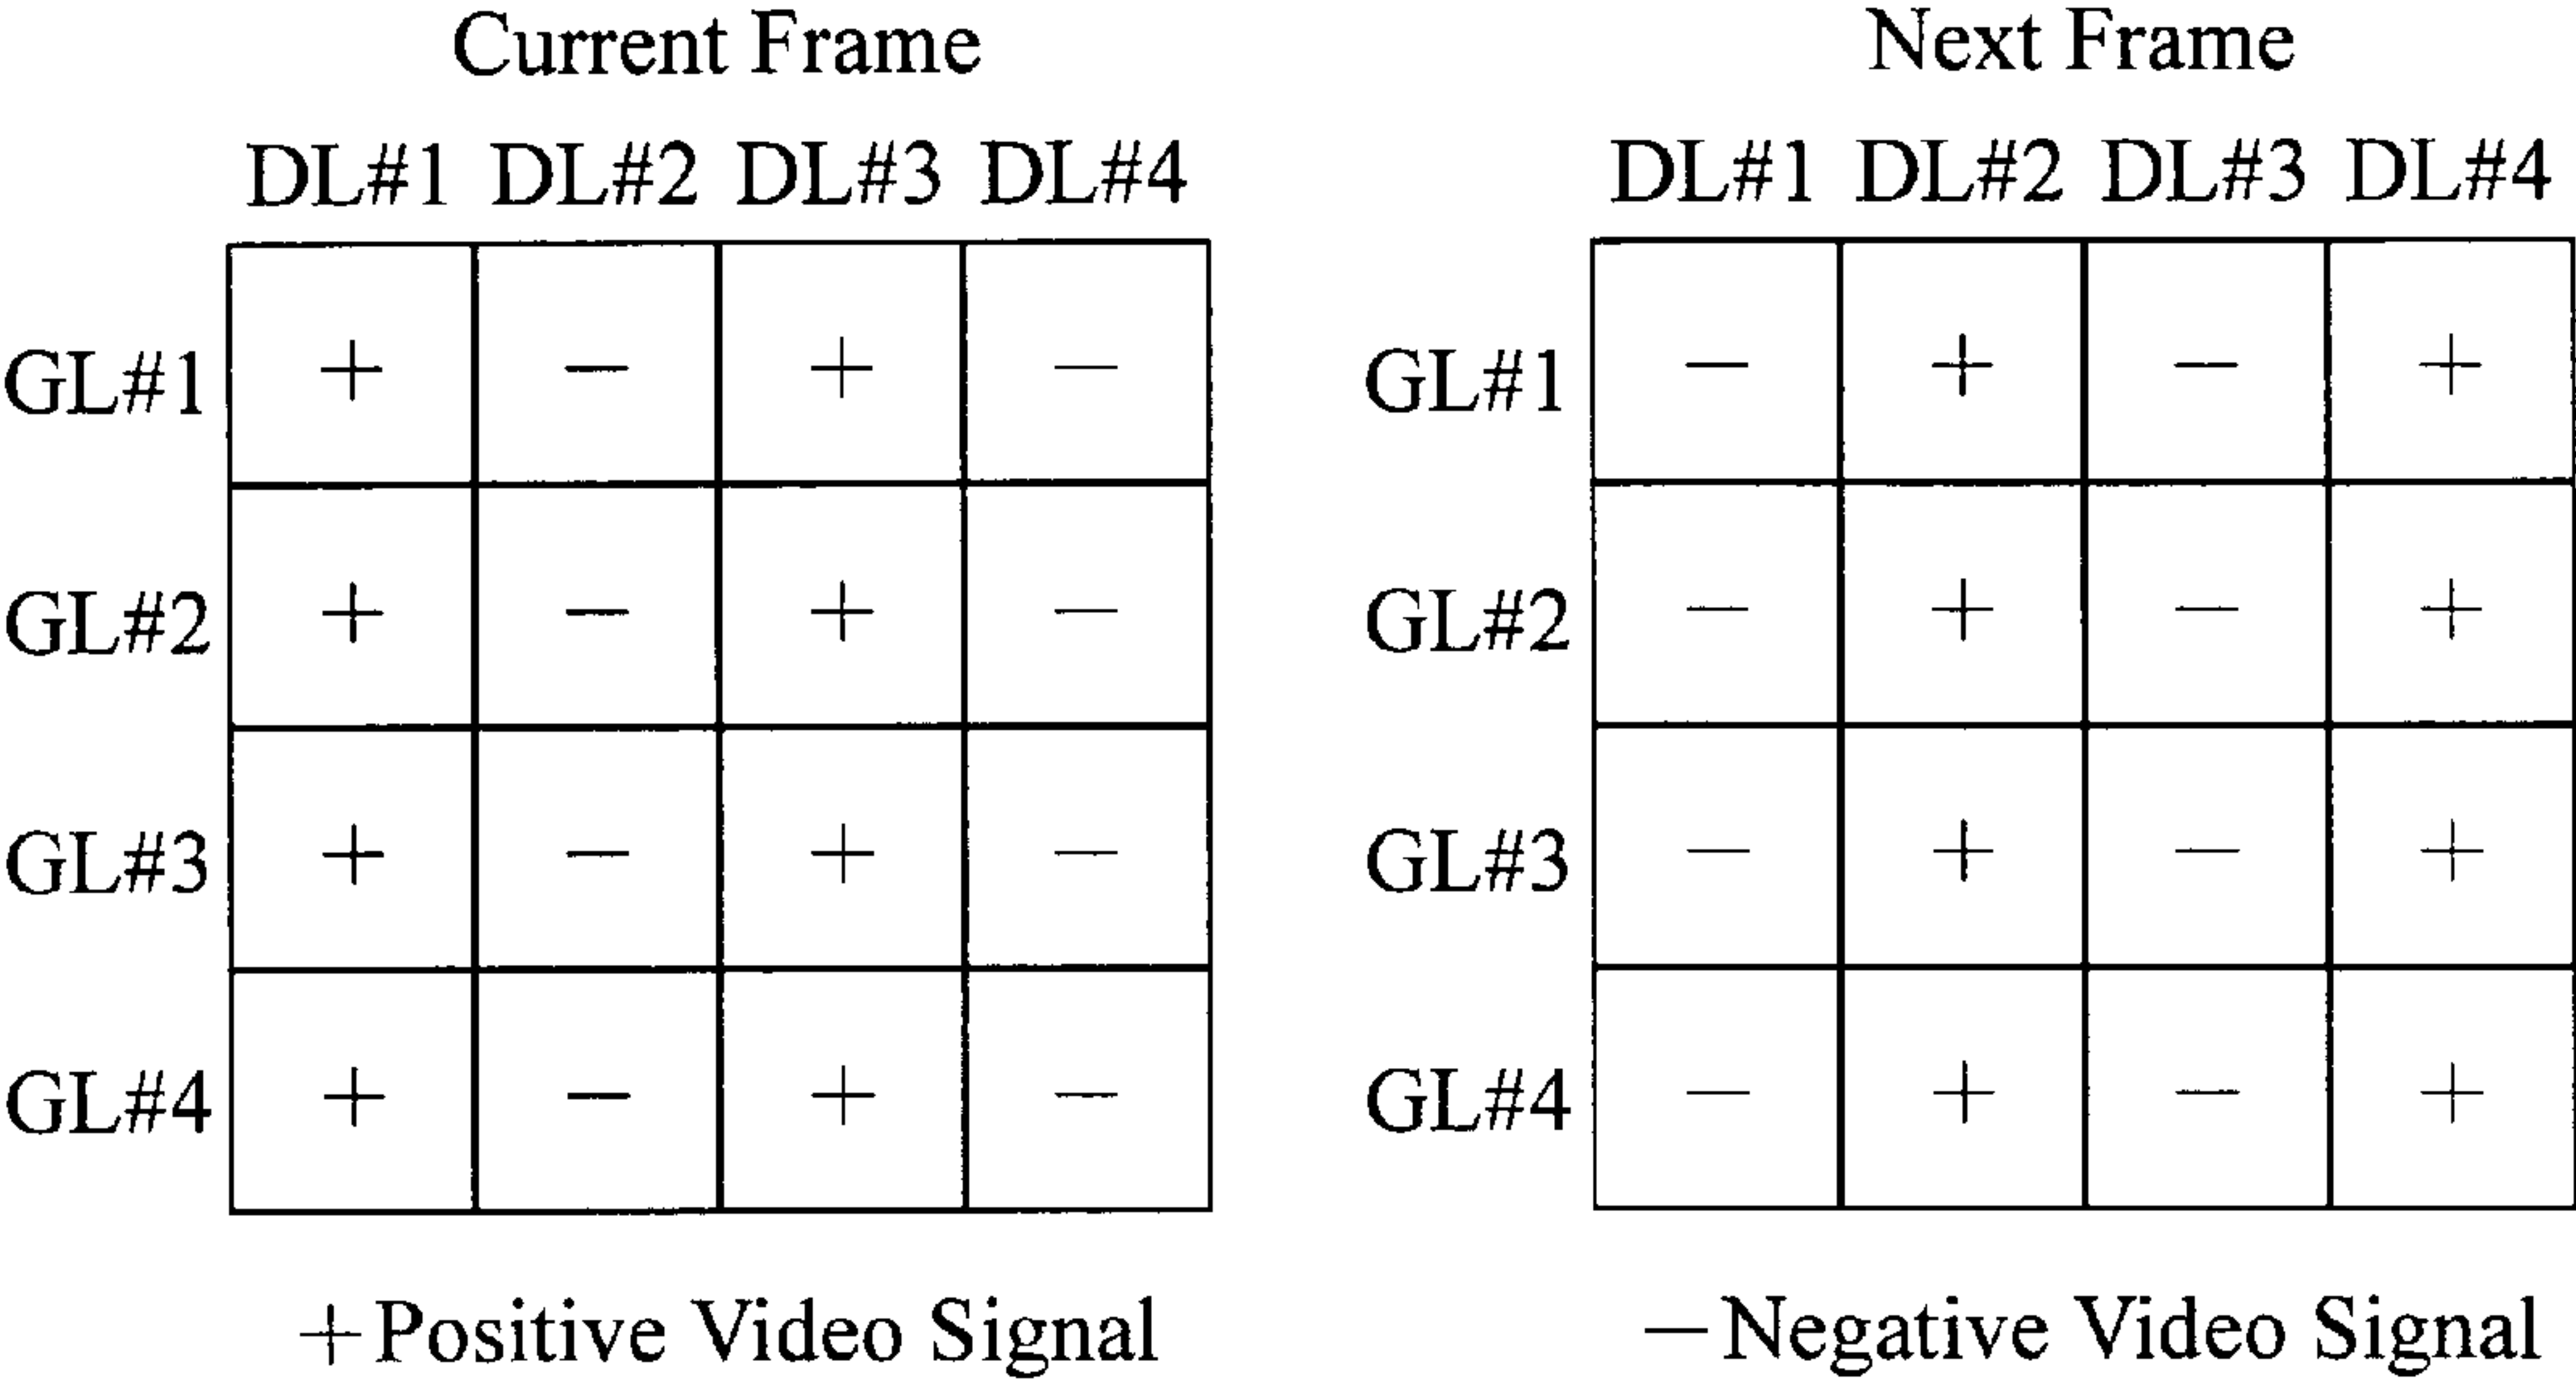 Current Frame
DL#1 DL#2 DL#3 DL#4
GL#1 + − + −
GL#2 + − + −
GL#3 + − + −
GL#4 + − + −
+ Positive Video Signal
Next Frame
DL#1 DL#2 DL#3 DL#4
GL#1 − + − +
GL#2 − + − +
GL#3 − + − +
GL#4 − + − +
− Negative Video Signal